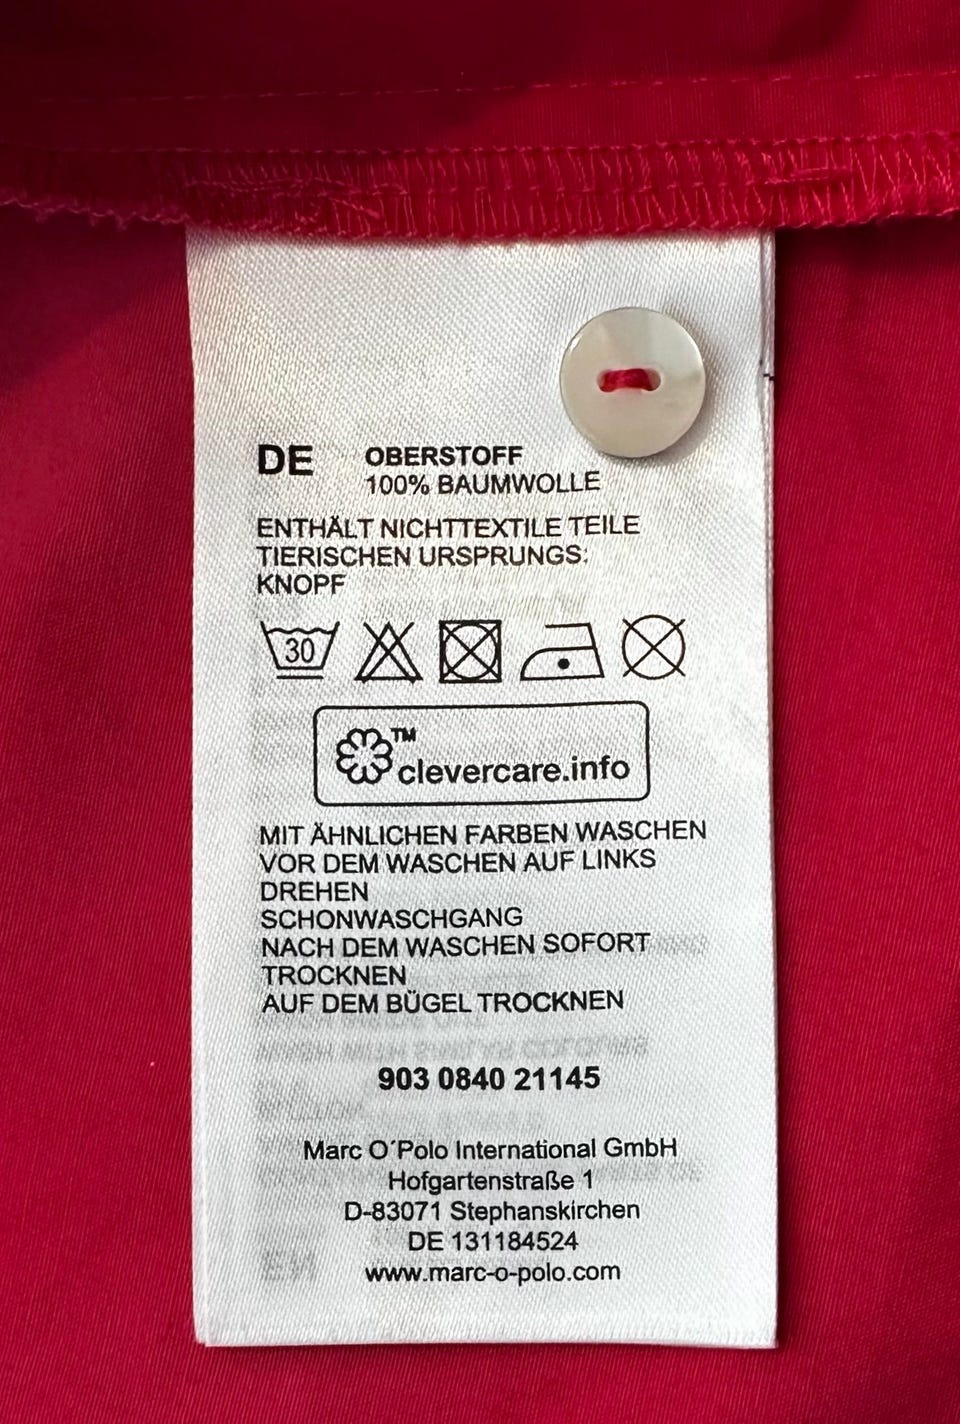 DE OBERSTOFF
100% BAUMWOLLE
ENTHÄLT NICHTTEXTILE TEILE
TIERISCHEN URSPRUNGS:
KNOPF
30
™
clevercare.info
MIT ÄHNLICHEN FARBEN WASCHEN
VOR DEM WASCHEN AUF LINKS
DREHEN
SCHONWASCHGANG
NACH DEM WASCHEN SOFORT
TROCKNEN
AUF DEM BÜGEL TROCKNEN
903 0840 21145
Marc O´Polo International GmbH
Hofgartenstraße 1
D-83071 Stephanskirchen
DE 131184524
www.marc-o-polo.com